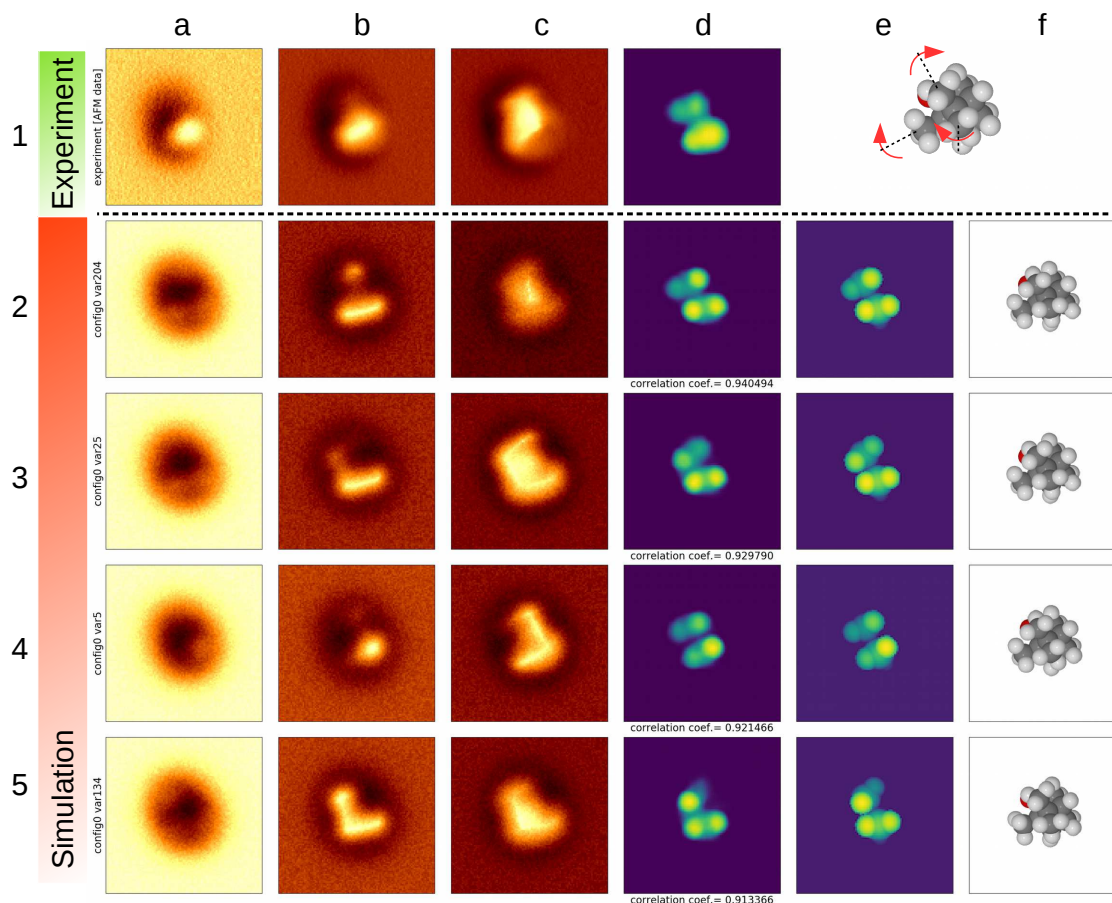 a b c d e f
Experiment
1
experiment [AFM data]
Simulation
2
config0 var204
correlation coef.= 0.940494
3
config0 var25
correlation coef.= 0.929790
4
config0 var5
correlation coef.= 0.921466
5
config0 var134
correlation coef.= 0.913366